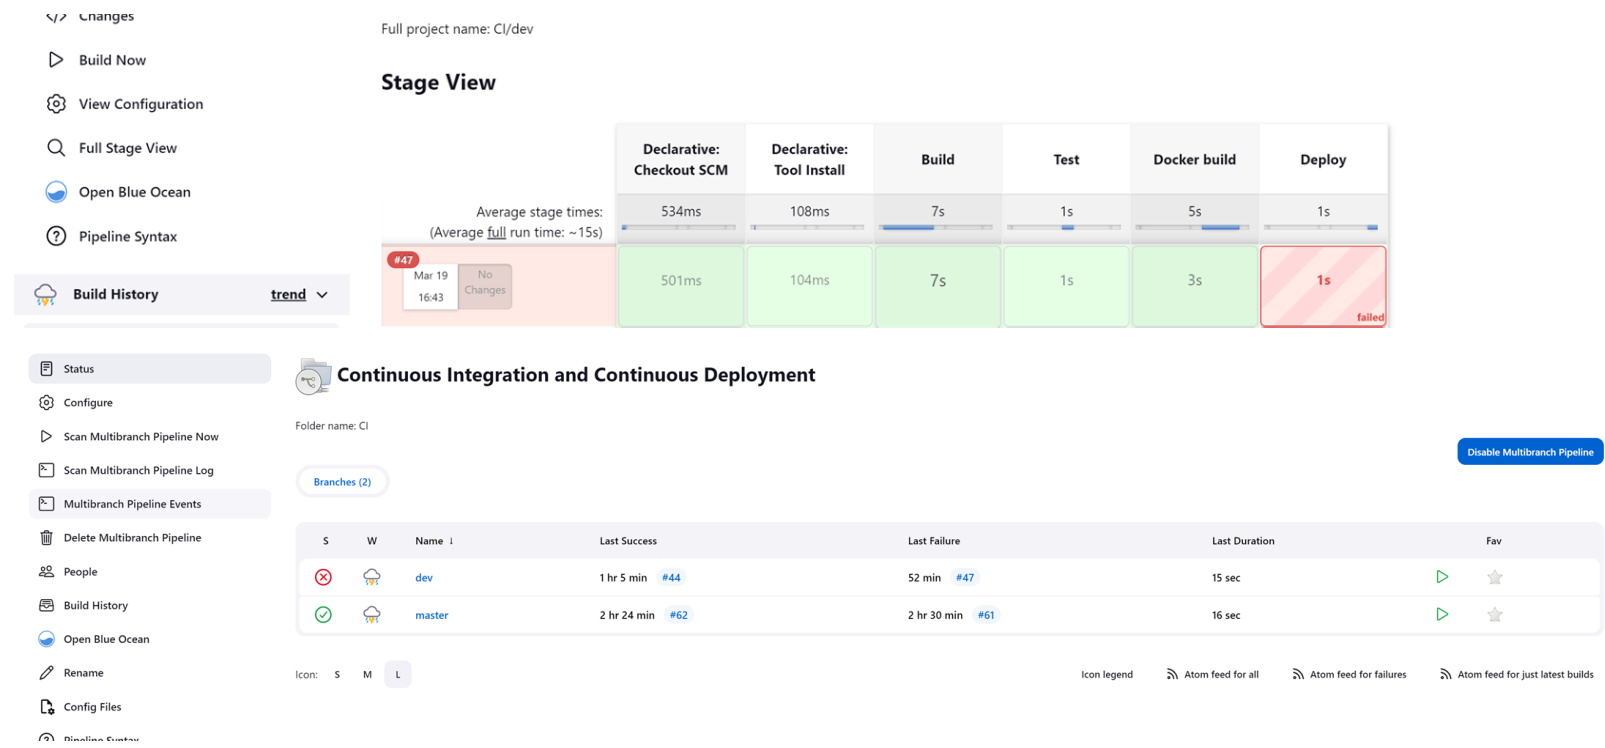 Changes
Build Now
View Configuration
Full Stage View
Open Blue Ocean
Pipeline Syntax
Build History trend
Full project name: CI/dev
Stage View
Declarative: Checkout SCM
Declarative: Tool Install
Build
Test
Docker build
Deploy
Average stage times:
(Average full run time: ~15s)
534ms 108ms 7s 1s 5s 1s
#47
Mar 19
16:43
No
Changes
501ms 104ms 7s 1s 3s 1s
failed
Status
Configure
Scan Multibranch Pipeline Now
Scan Multibranch Pipeline Log
Multibranch Pipeline Events
Delete Multibranch Pipeline
People
Build History
Open Blue Ocean
Rename
Config Files
Pipeline Syntax
Continuous Integration and Continuous Deployment
Folder name: CI
Disable Multibranch Pipeline
Branches (2)
S W Name ↓ Last Success Last Failure Last Duration Fav
dev 1 hr 5 min #44 52 min #47 15 sec
master 2 hr 24 min #62 2 hr 30 min #61 16 sec
Icon: S M L
Icon legend Atom feed for all Atom feed for failures Atom feed for just latest builds